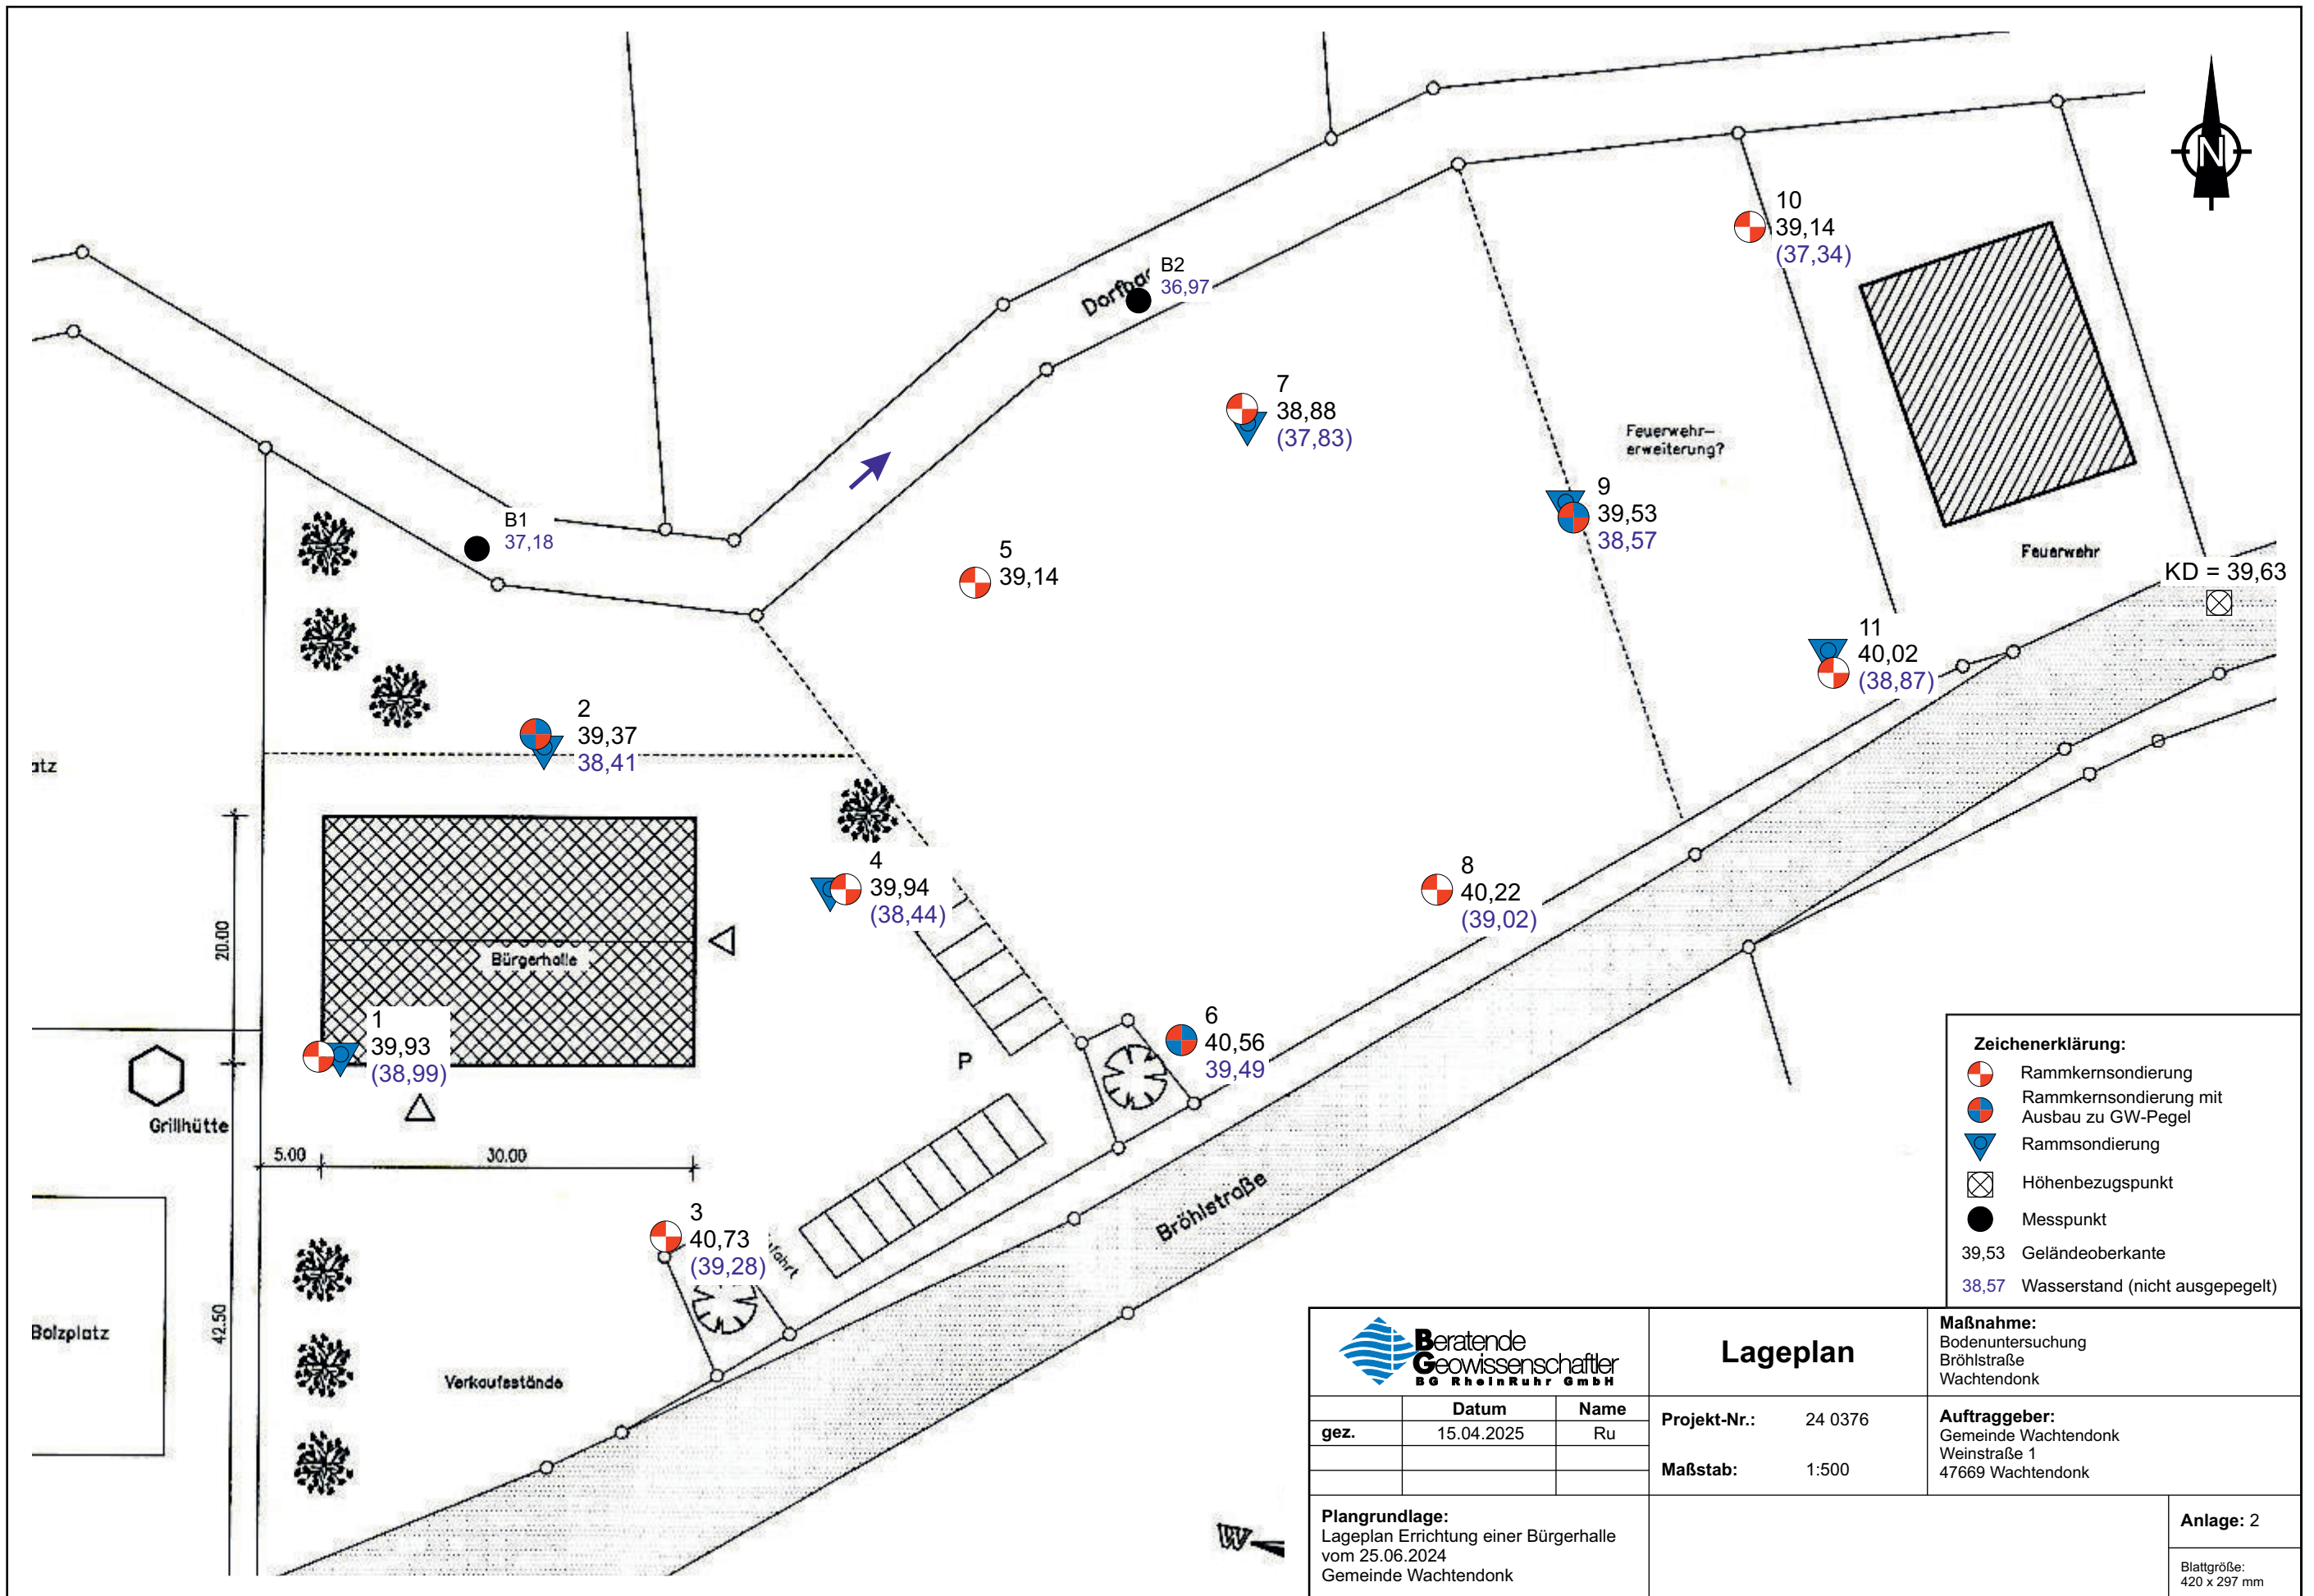 N
10
39,14
(37,34)
B2
36,97
7
38,88
(37,83)
Feuerwehr-
erweiterung?
9
39,53
38,57
B1
37,18
5
39,14
Feuerwehr
KD = 39,63
11
40,02
(38,87)
2
39,37
38,41
atz
4
39,94
(38,44)
8
40,22
(39,02)
20.00
Bürgerhalle
1
39,93
(38,99)
6
40,56
39,49
P
Grillhütte
5.00
30.00
3
40,73
(39,28)
Bröhlstraße
42.50
Bolzplatz
Verkaufsstände
W
Zeichenerklärung:
Rammkernsondierung
Rammkernsondierung mit
Ausbau zu GW-Pegel
Rammsondierung
Höhenbezugspunkt
Messpunkt
39,53 Geländeoberkante
38,57 Wasserstand (nicht ausgepegelt)
Beratende
Geowissenschaftler
BG RheinRuhr GmbH
Lageplan
Maßnahme:
Bodenuntersuchung
Bröhlstraße
Wachtendonk
Datum Name
gez. 15.04.2025 Ru
Projekt-Nr.: 24 0376
Maßstab: 1:500
Auftraggeber:
Gemeinde Wachtendonk
Weinstraße 1
47669 Wachtendonk
Plangrundlage:
Lageplan Errichtung einer Bürgerhalle
vom 25.06.2024
Gemeinde Wachtendonk
Anlage: 2
Blattgröße:
420 x 297 mm